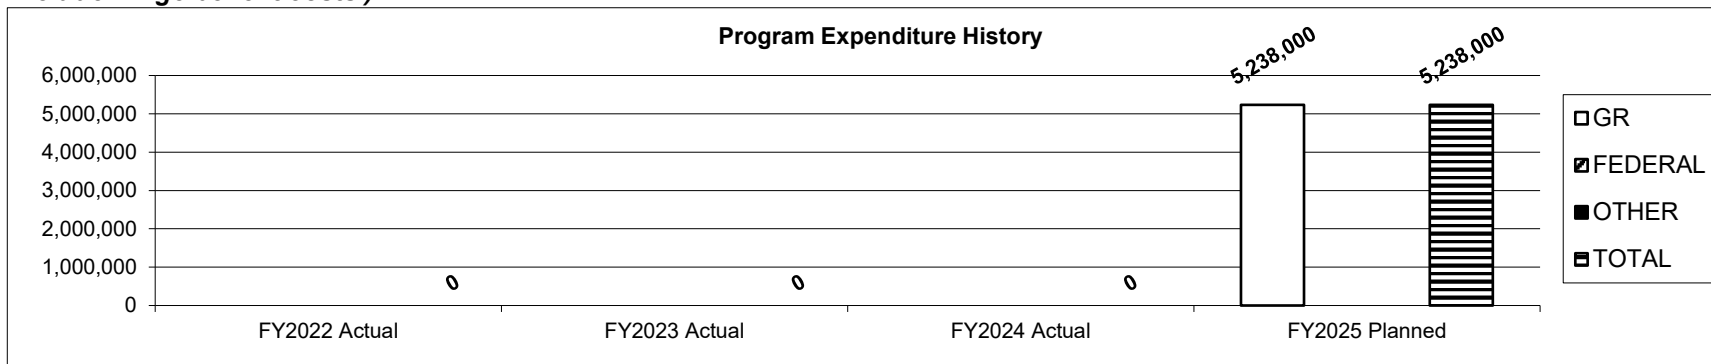 Program Expenditure History
5,238,000 5,238,000
6,000,000
5,000,000
4,000,000
3,000,000
2,000,000
1,000,000
0
0 0 0
FY2022 Actual FY2023 Actual FY2024 Actual FY2025 Planned
GR
FEDERAL
OTHER
TOTAL